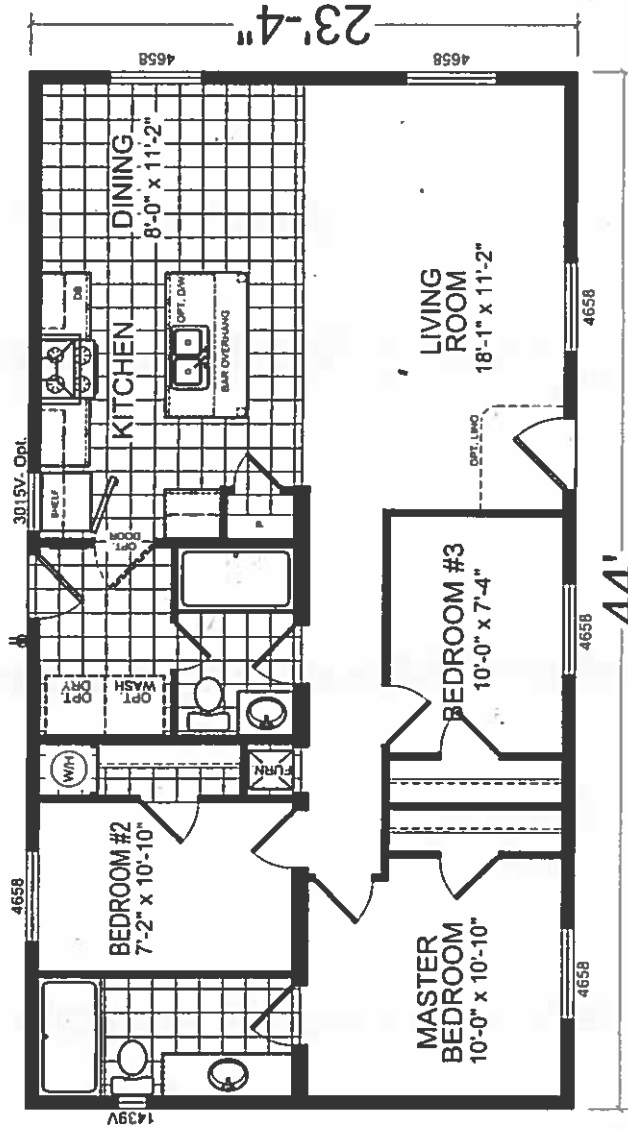 23'-4"
4658
4658
DINING
8'-0" x 11'-2"
KITCHEN
DB
OPT. D/W
BAR OVERHANG
LIVING
ROOM
18'-1" x 11'-2"
4658
OPT. LINO
3015V- Opt.
SHELF
OPT.
DOOR
P
OPT.
DRY
OPT.
WASH
W/H
FURN.
BEDROOM #3
10'-0" x 7'-4"
4658
44'
4658
BEDROOM #2
7'-2" x 10'-10"
MASTER
BEDROOM
10'-0" x 10'-10"
4658
1439V